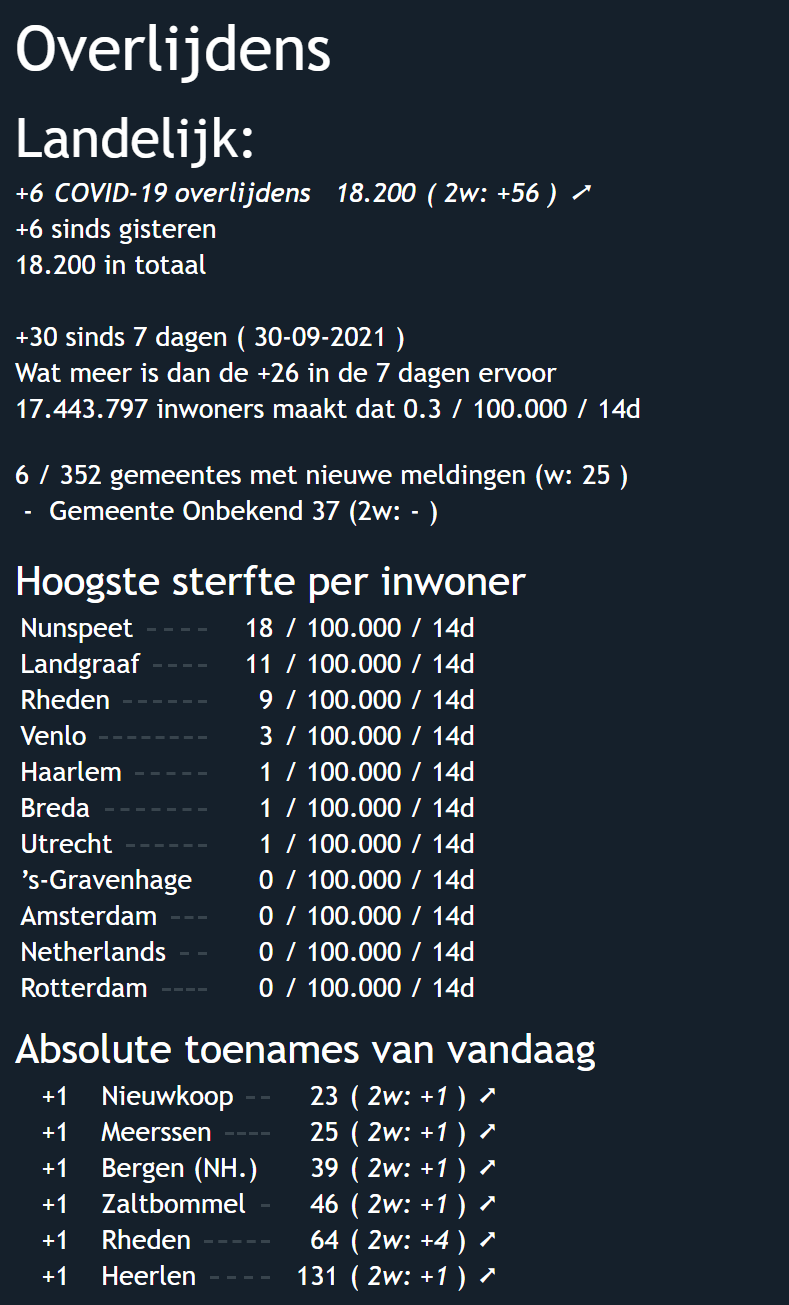 Overlijdens
Landelijk:
+6 COVID-19 overlijdens 18.200 ( 2w: +56 ) ➚
+6 sinds gisteren
18.200 in totaal
+30 sinds 7 dagen ( 30-09-2021 )
Wat meer is dan de +26 in de 7 dagen ervoor
17.443.797 inwoners maakt dat 0.3 / 100.000 / 14d
6 / 352 gemeentes met nieuwe meldingen (w: 25 )
- Gemeente Onbekend 37 (2w: - )
Hoogste sterfte per inwoner
Nunspeet ---- 18 / 100.000 / 14d
Landgraaf ---- 11 / 100.000 / 14d
Rheden ------ 9 / 100.000 / 14d
Venlo -------- 3 / 100.000 / 14d
Haarlem ----- 1 / 100.000 / 14d
Breda ------- 1 / 100.000 / 14d
Utrecht ------ 1 / 100.000 / 14d
’s-Gravenhage 0 / 100.000 / 14d
Amsterdam --- 0 / 100.000 / 14d
Netherlands -- 0 / 100.000 / 14d
Rotterdam ---- 0 / 100.000 / 14d
Absolute toenames van vandaag
+1 Nieuwkoop -- 23 ( 2w: +1 ) ➚
+1 Meerssen ---- 25 ( 2w: +1 ) ➚
+1 Bergen (NH.) 39 ( 2w: +1 ) ➚
+1 Zaltbommel - 46 ( 2w: +1 ) ➚
+1 Rheden ----- 64 ( 2w: +4 ) ➚
+1 Heerlen ---- 131 ( 2w: +1 ) ➚